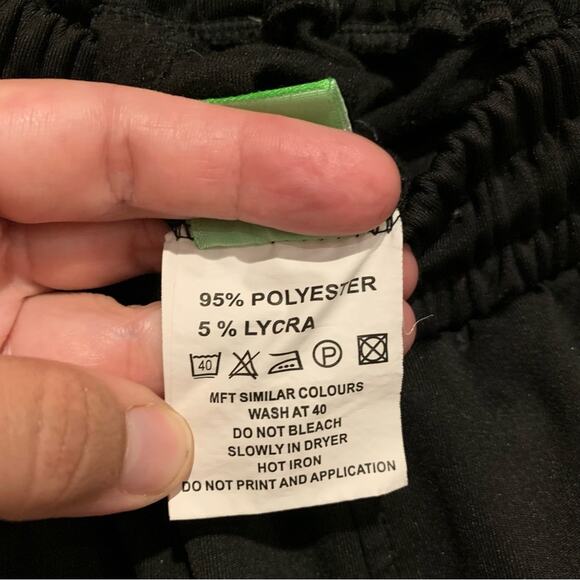 95% POLYESTER
5 % LYCRA
40 P
MFT SIMILAR COLOURS
WASH AT 40
DO NOT BLEACH
SLOWLY IN DRYER
HOT IRON
DO NOT PRINT AND APPLICATION